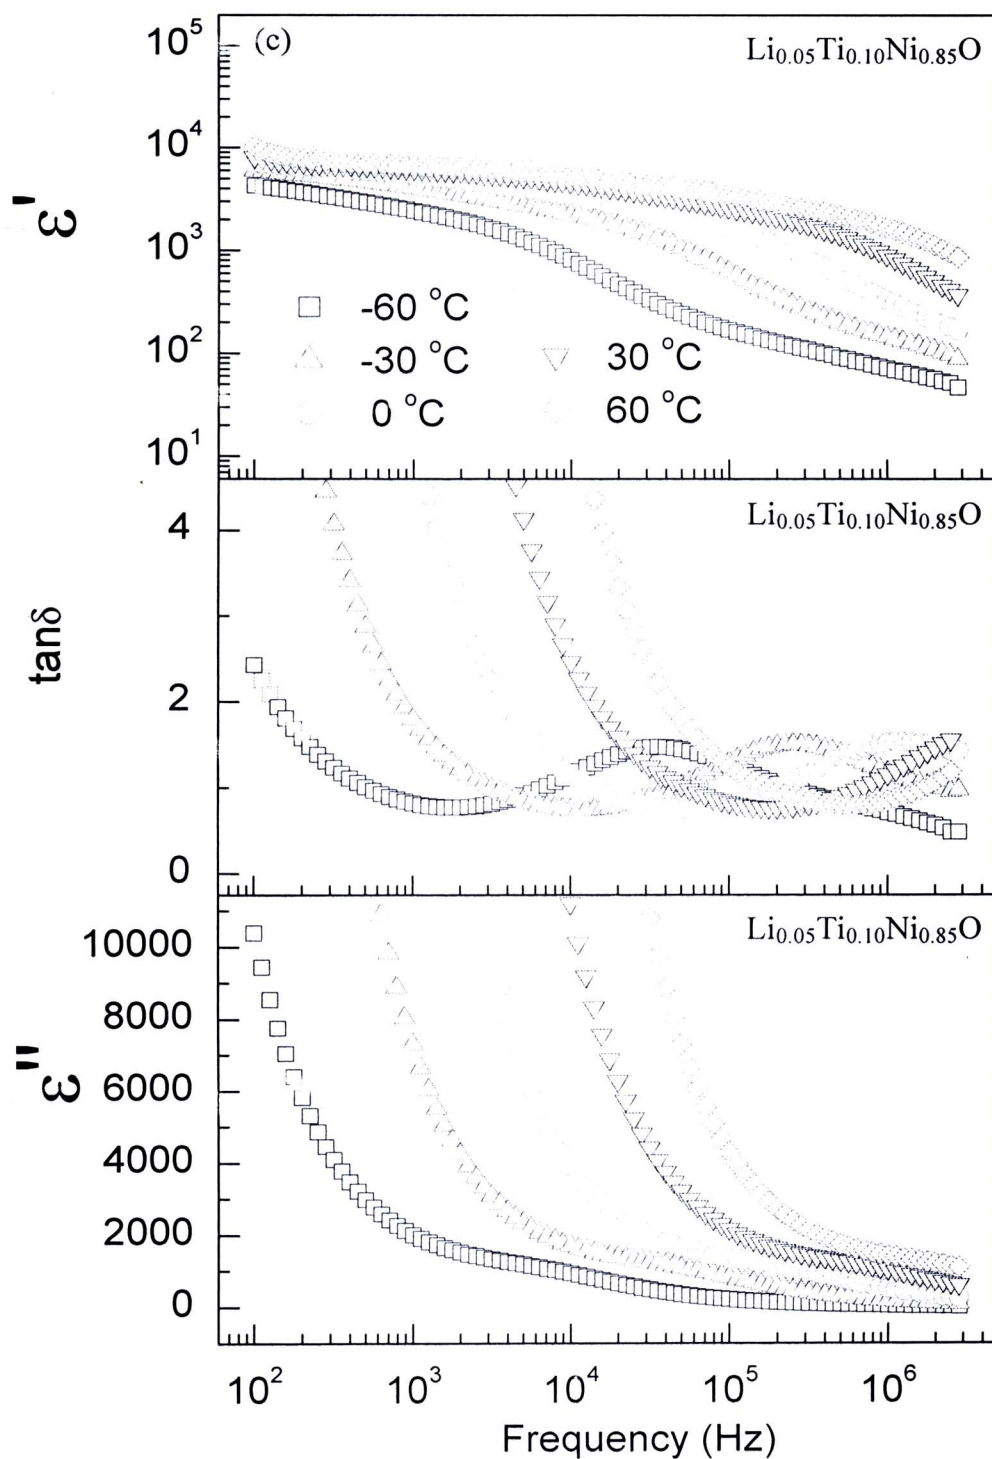 (c)
Li₀.₀₅Ti₀.₁₀Ni₀.₈₅O
10⁵
10⁴
10³
10²
10¹
ε'
-60 °C
-30 °C 30 °C
0 °C 60 °C
Li₀.₀₅Ti₀.₁₀Ni₀.₈₅O
4
2
0
tanδ
Li₀.₀₅Ti₀.₁₀Ni₀.₈₅O
10000
8000
6000
4000
2000
0
ε''
10² 10³ 10⁴ 10⁵ 10⁶
Frequency (Hz)